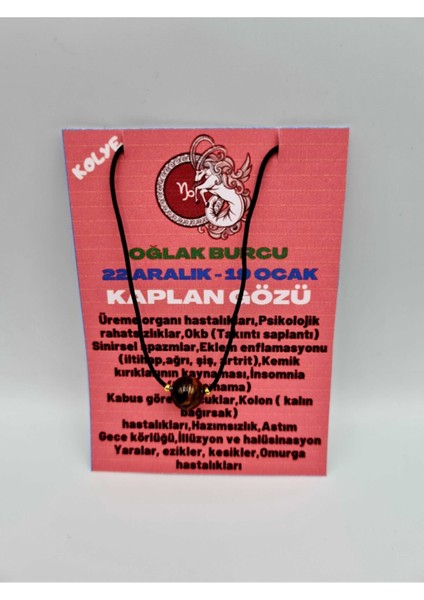 KOLYE
OĞLAK BURCU
22 ARALIK - 19 OCAK
KAPLAN GÖZÜ
Üreme organı hastalıkları,Psikolojik
rahatsızlıklar,Okb (Takıntı saplantı)
Sinirsel spazmlar,Eklem enflamasyonu
(iltihap,ağrı, şiş, artrit),Kemik
kırıklarının kaynaması,İnsomnia
Kabus gören çocuklar,Kolon ( kalın
bağırsak)
hastalıkları,Hazımsızlık,Astım
Gece körlüğü,İllüzyon ve halüsinasyon
Yaralar, ezikler, kesikler,Omurga
hastalıkları